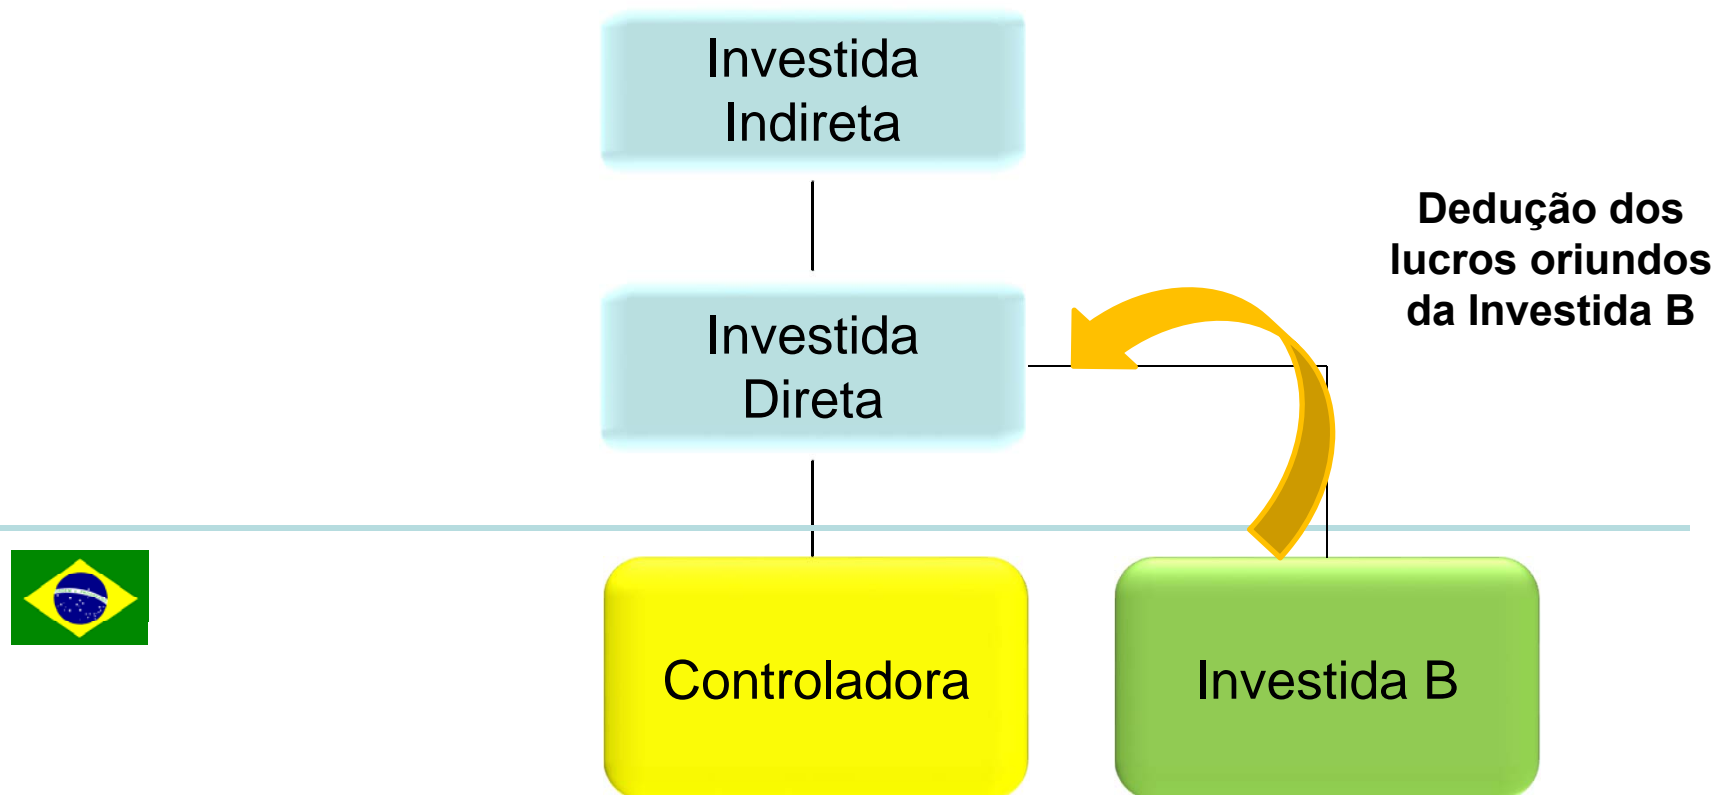 Investida
Indireta
Dedução dos
lucros oriundos
da Investida B
Investida
Direta
Controladora
Investida B